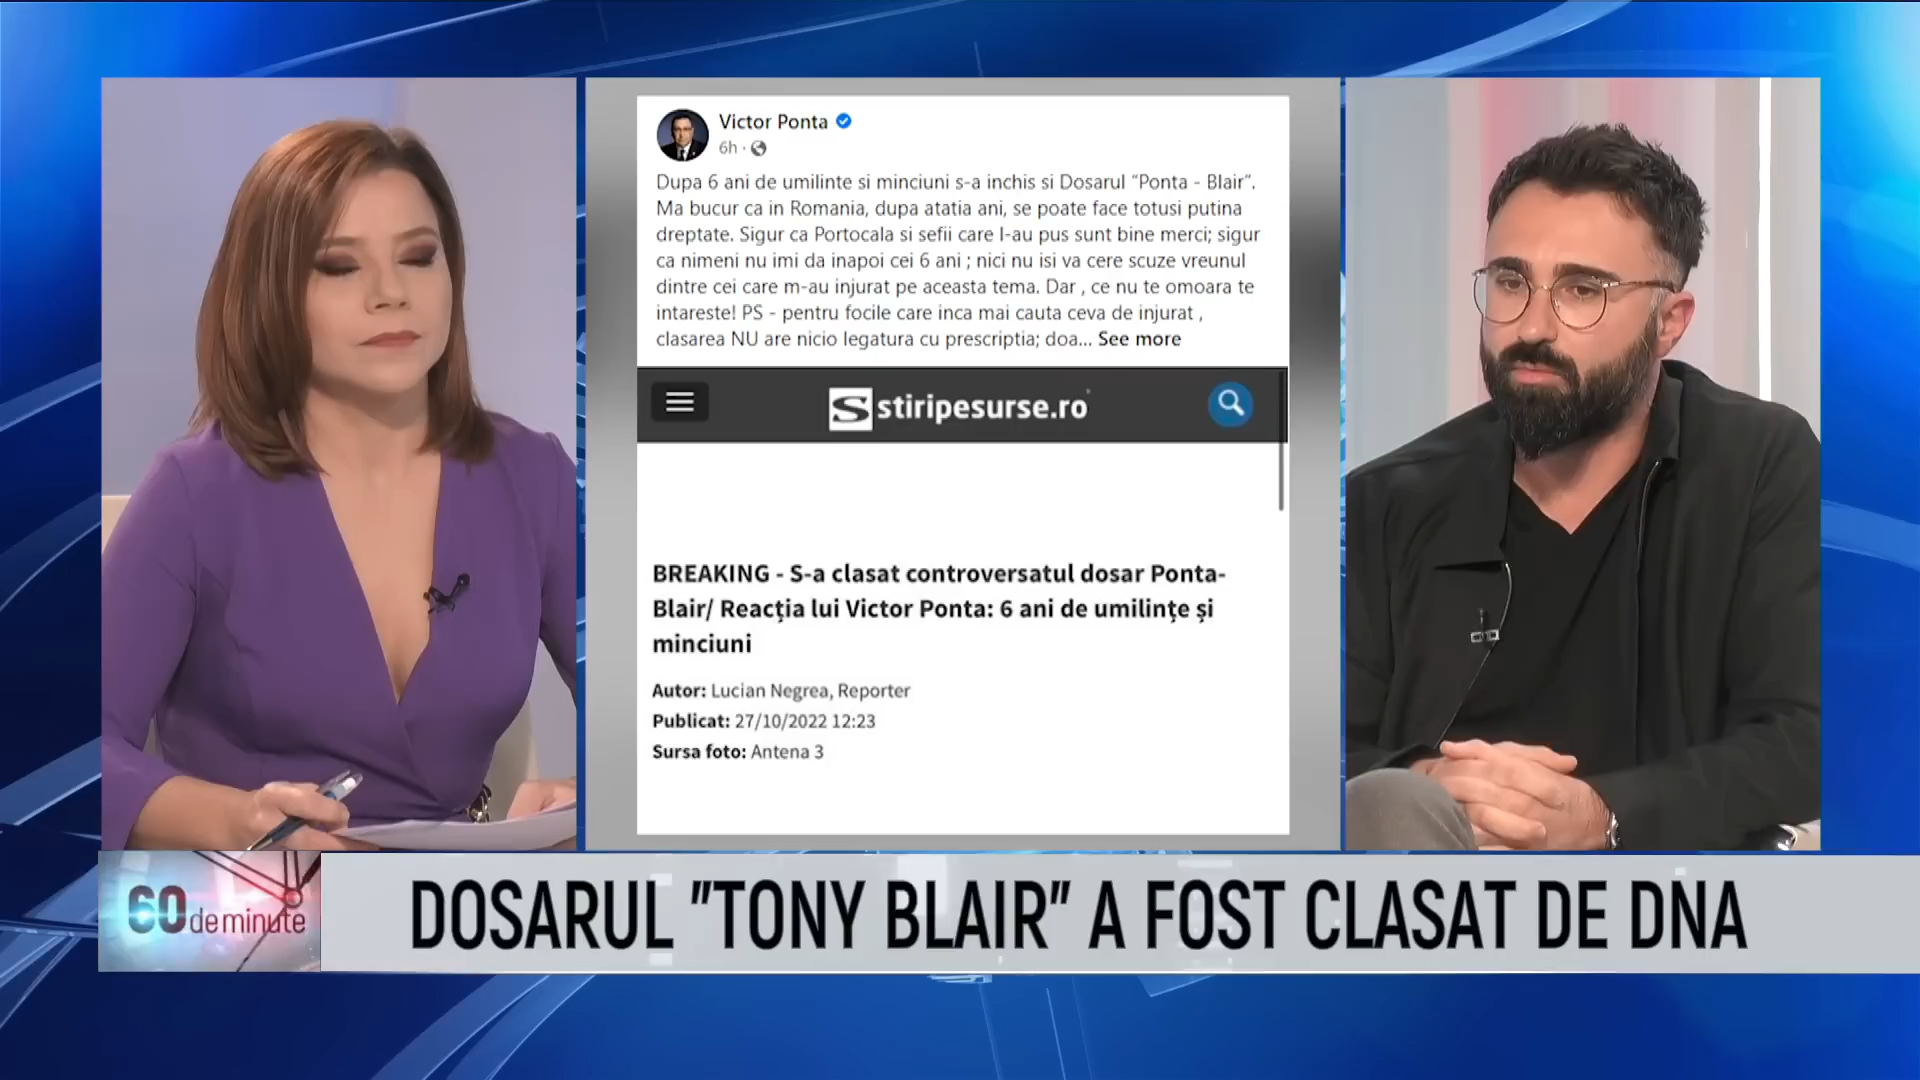 Victor Ponta
6h ·
Dupa 6 ani de umilinte si minciuni s-a inchis si Dosarul “Ponta - Blair”.
Ma bucur ca in Romania, dupa atatia ani, se poate face totusi putina
dreptate. Sigur ca Portocala si sefii care l-au pus sunt bine merci; sigur
ca nimeni nu imi da inapoi cei 6 ani ; nici nu isi va cere scuze vreunul
dintre cei care m-au injurat pe aceasta tema. Dar , ce nu te omoara te
intareste! PS - pentru focile care inca mai cauta ceva de injurat ,
clasarea NU are nicio legatura cu prescriptia; doa... See more
S stiripesurse.ro
BREAKING - S-a clasat controversatul dosar Ponta-
Blair/ Reacția lui Victor Ponta: 6 ani de umilințe și
minciuni
Autor: Lucian Negrea, Reporter
Publicat: 27/10/2022 12:23
Sursa foto: Antena 3
60 de minute
DOSARUL "TONY BLAIR" A FOST CLASAT DE DNA